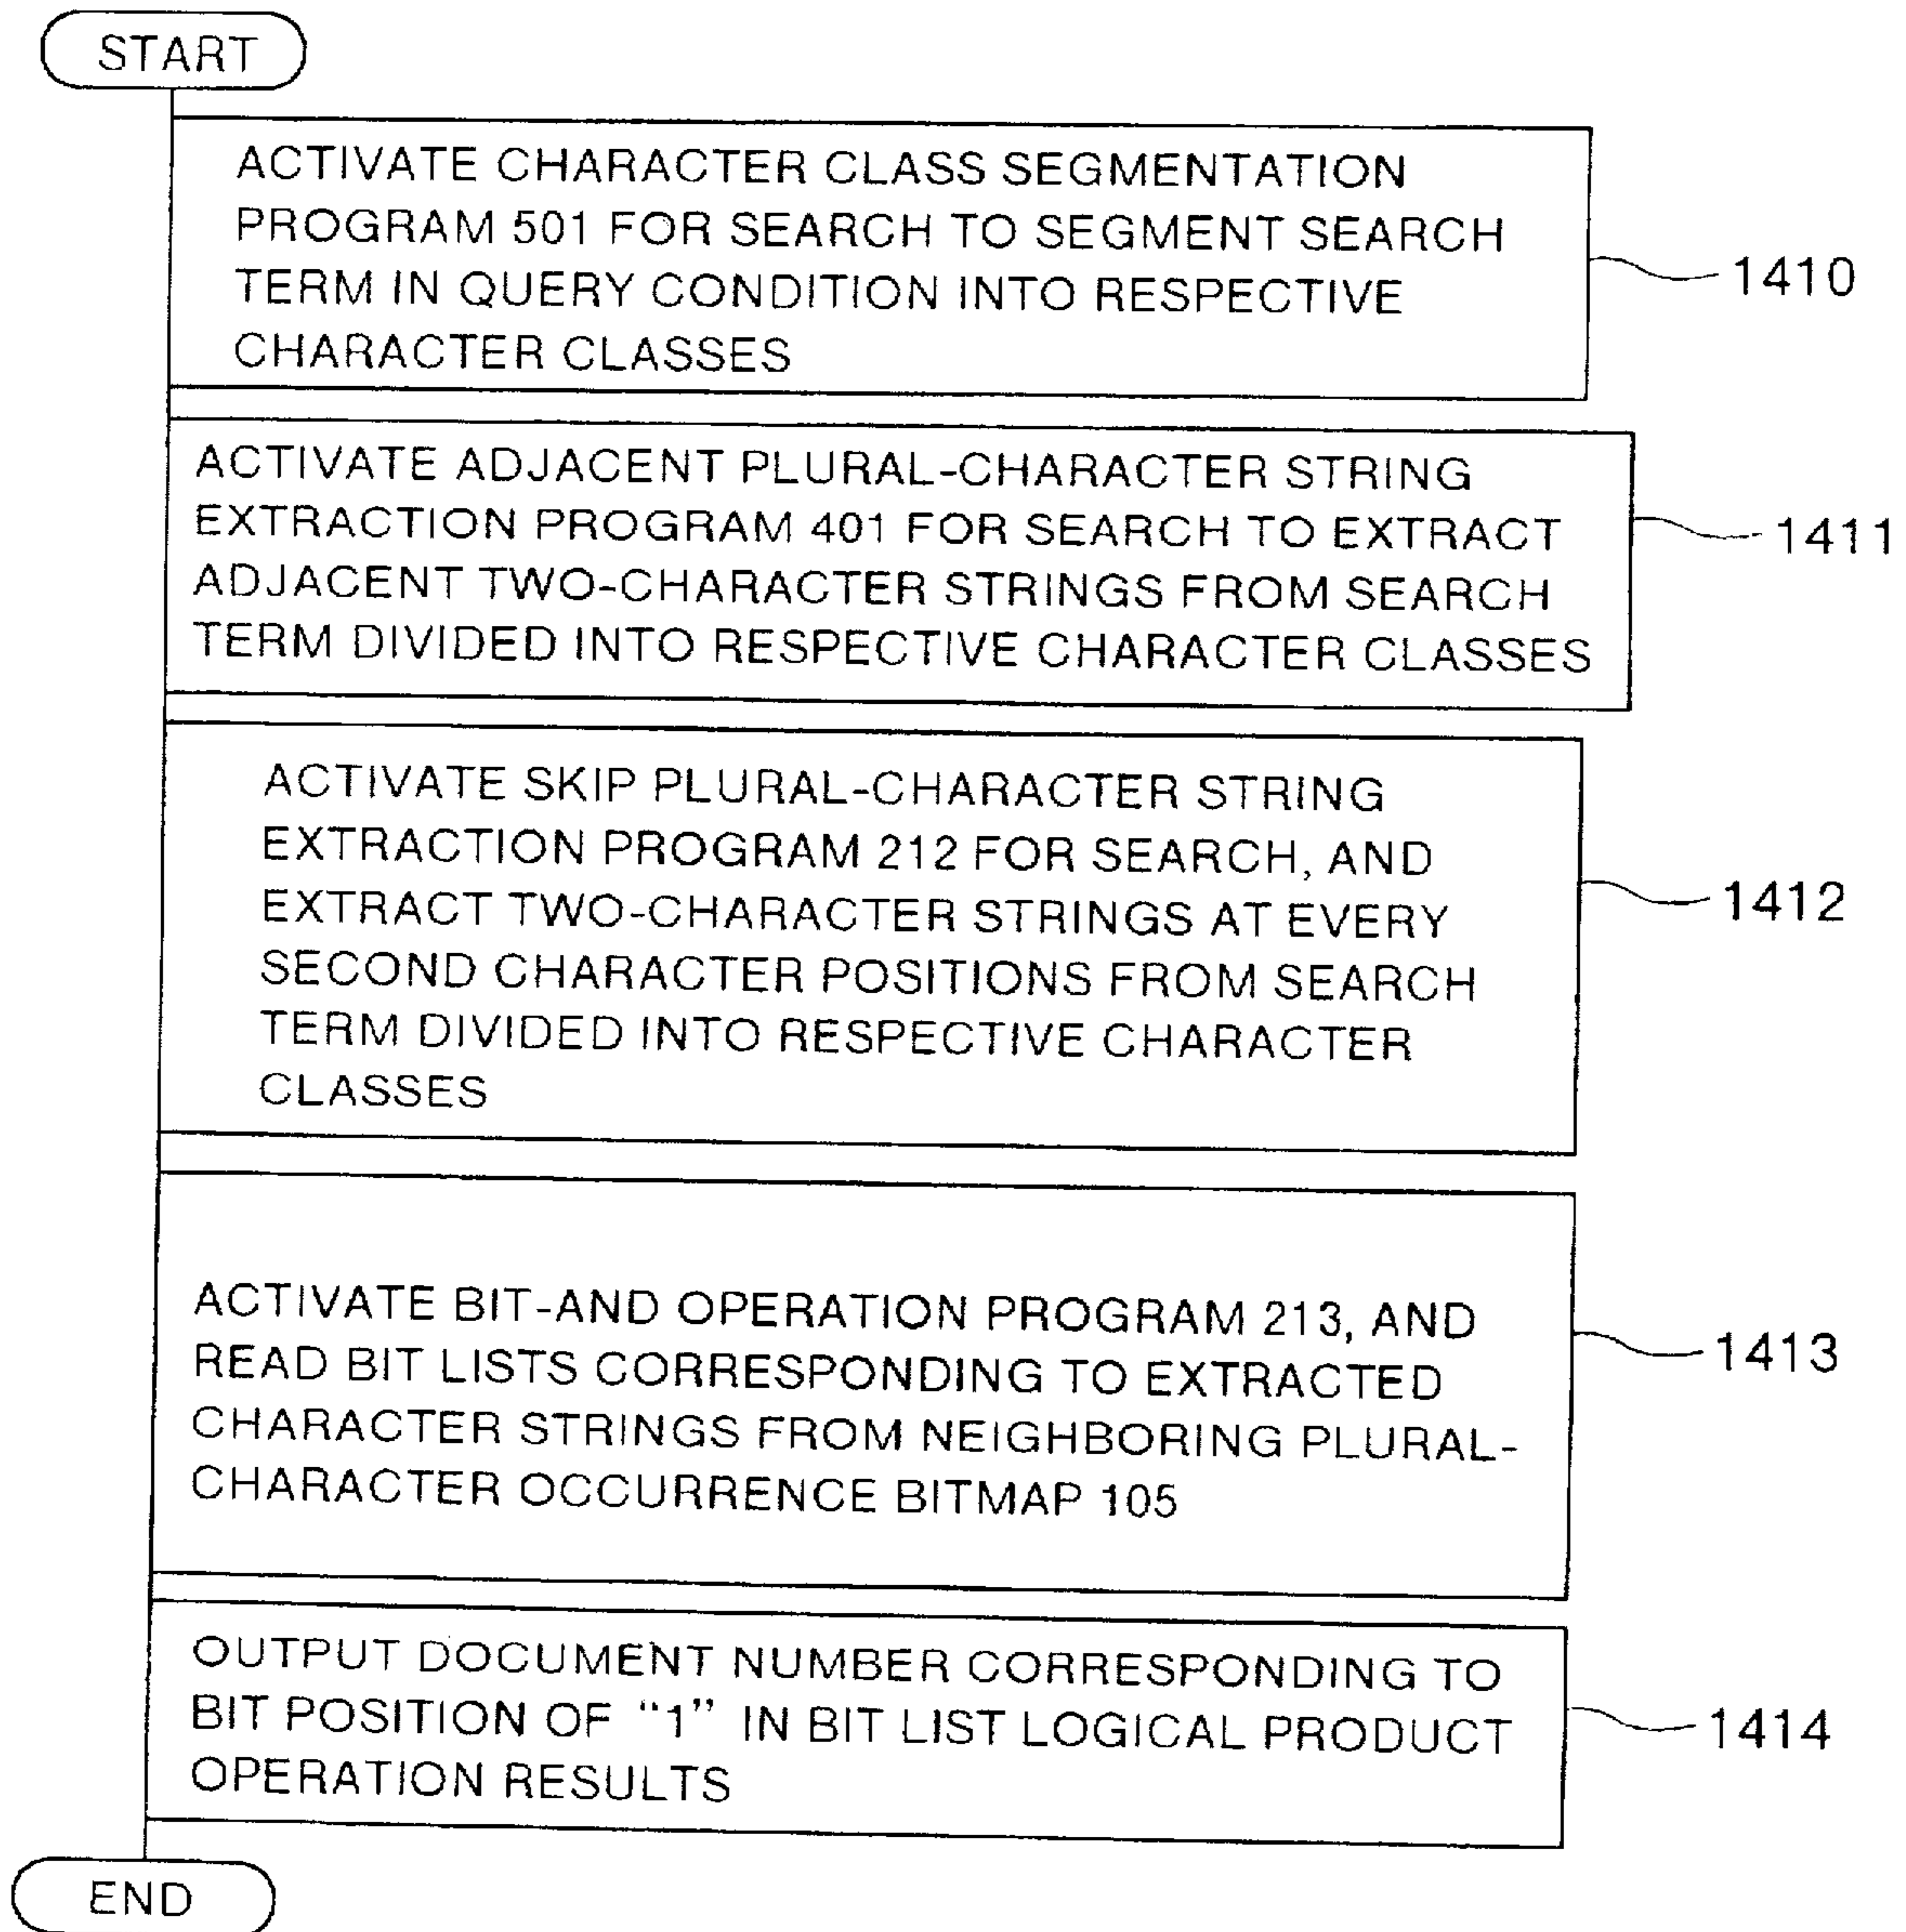 START
ACTIVATE CHARACTER CLASS SEGMENTATION
PROGRAM 501 FOR SEARCH TO SEGMENT SEARCH
TERM IN QUERY CONDITION INTO RESPECTIVE
CHARACTER CLASSES
1410
ACTIVATE ADJACENT PLURAL-CHARACTER STRING
EXTRACTION PROGRAM 401 FOR SEARCH TO EXTRACT
ADJACENT TWO-CHARACTER STRINGS FROM SEARCH
TERM DIVIDED INTO RESPECTIVE CHARACTER CLASSES
1411
ACTIVATE SKIP PLURAL-CHARACTER STRING
EXTRACTION PROGRAM 212 FOR SEARCH, AND
EXTRACT TWO-CHARACTER STRINGS AT EVERY
SECOND CHARACTER POSITIONS FROM SEARCH
TERM DIVIDED INTO RESPECTIVE CHARACTER
CLASSES
1412
ACTIVATE BIT-AND OPERATION PROGRAM 213, AND
READ BIT LISTS CORRESPONDING TO EXTRACTED
CHARACTER STRINGS FROM NEIGHBORING PLURAL-
CHARACTER OCCURRENCE BITMAP 105
1413
OUTPUT DOCUMENT NUMBER CORRESPONDING TO
BIT POSITION OF “1” IN BIT LIST LOGICAL PRODUCT
OPERATION RESULTS
1414
END